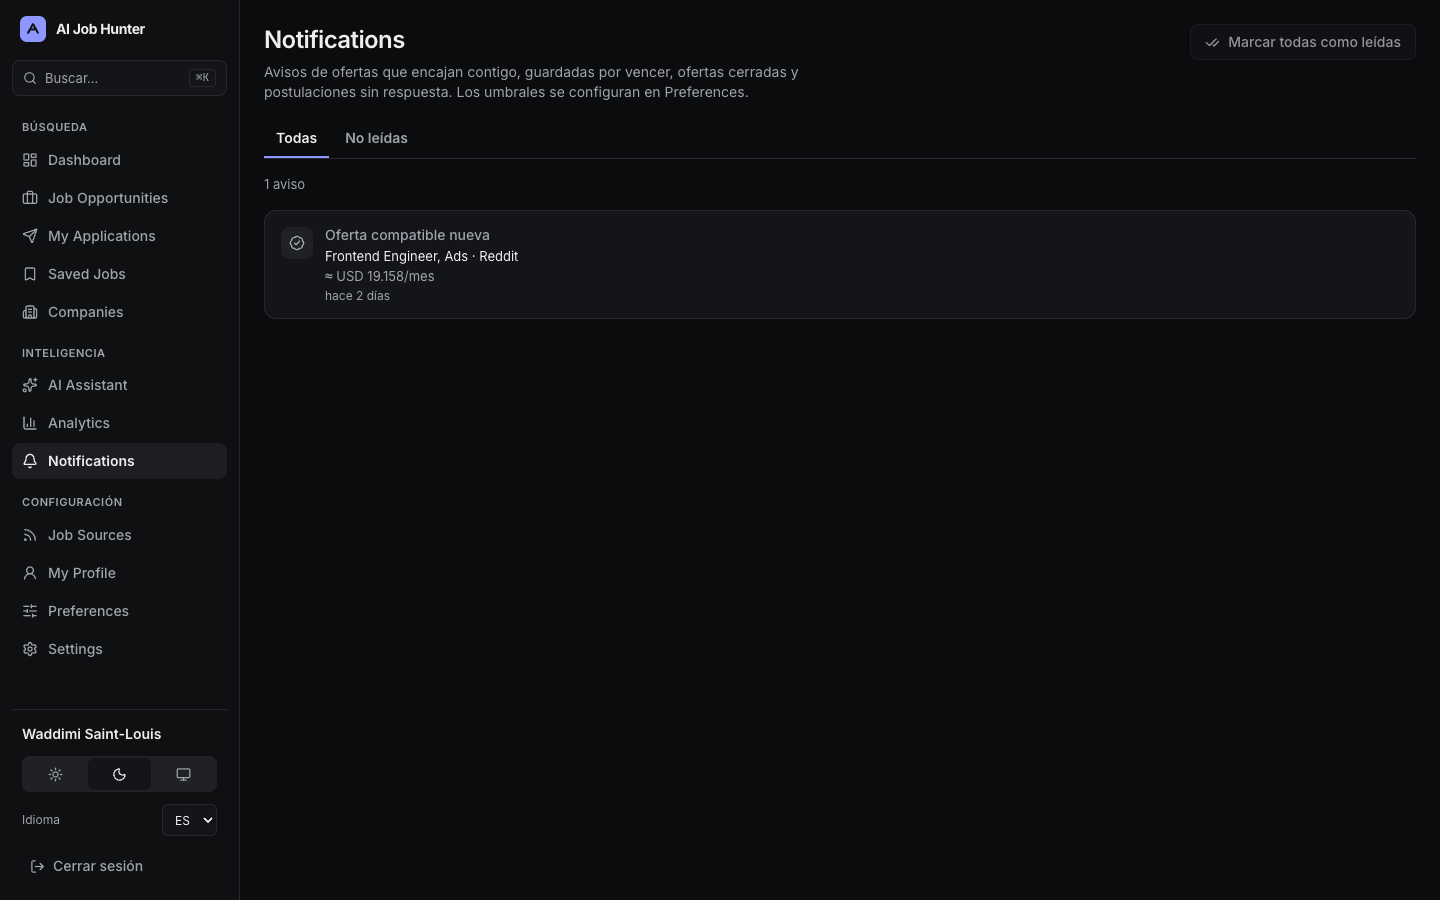 AI Job Hunter
Buscar...
⌘K
BÚSQUEDA
Dashboard
Job Opportunities
My Applications
Saved Jobs
Companies
INTELIGENCIA
AI Assistant
Analytics
Notifications
CONFIGURACIÓN
Job Sources
My Profile
Preferences
Settings
Waddimi Saint-Louis
Idioma
ES
Cerrar sesión
Notifications
Marcar todas como leídas
Avisos de ofertas que encajan contigo, guardadas por vencer, ofertas cerradas y
postulaciones sin respuesta. Los umbrales se configuran en Preferences.
Todas
No leídas
1 aviso
Oferta compatible nueva
Frontend Engineer, Ads · Reddit
≈ USD 19.158/mes
hace 2 días